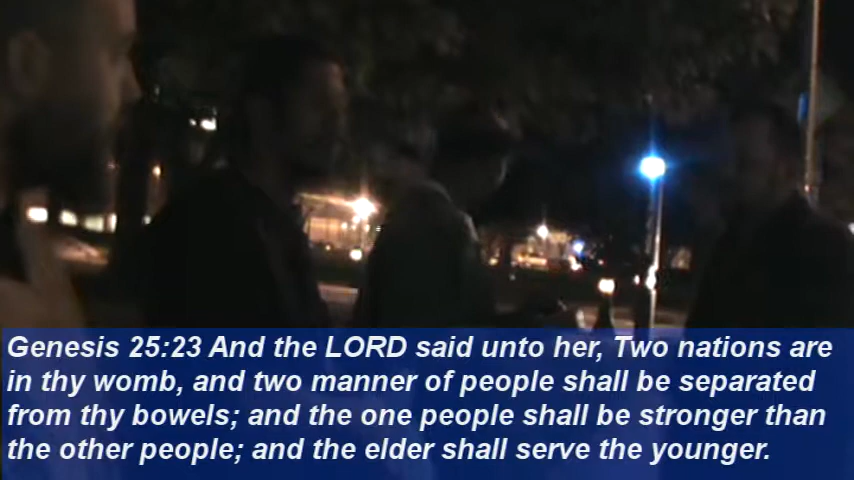 Genesis 25:23 And the LORD said unto her, Two nations are
in thy womb, and two manner of people shall be separated
from thy bowels; and the one people shall be stronger than
the other people; and the elder shall serve the younger.